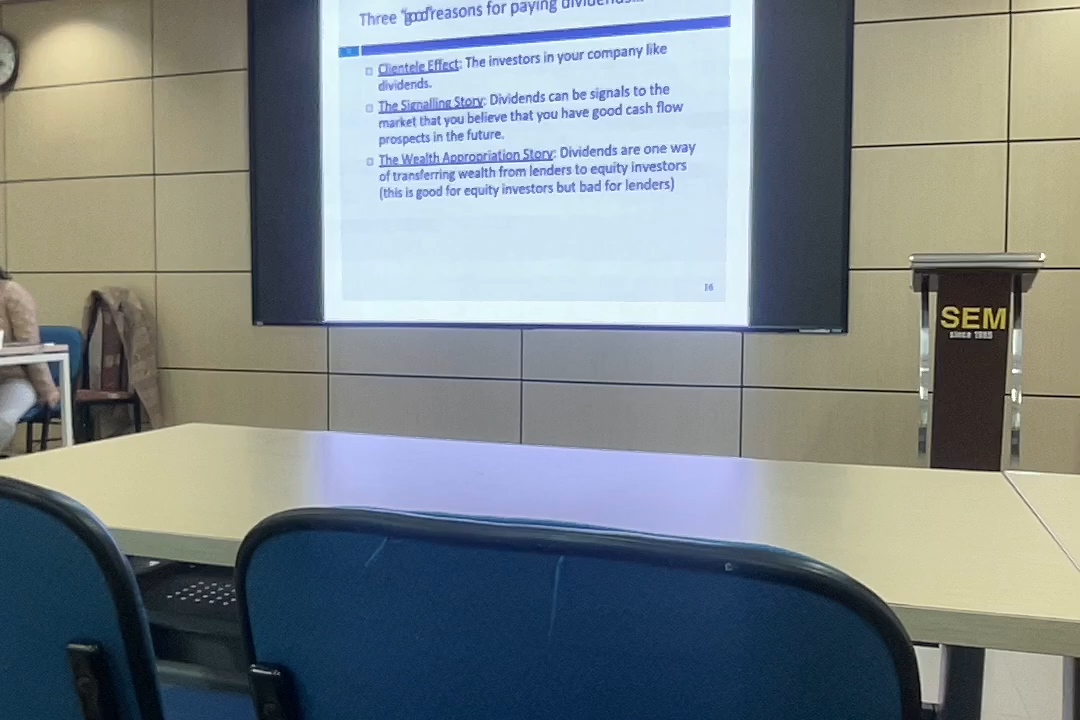 Three "good" reasons for paying dividends...
Clientele Effect: The investors in your company like
dividends.
The Signalling Story: Dividends can be signals to the
market that you believe that you have good cash flow
prospects in the future.
The Wealth Appropriation Story: Dividends are one way
of transferring wealth from lenders to equity investors
(this is good for equity investors but bad for lenders)
16
SEM
since 1985